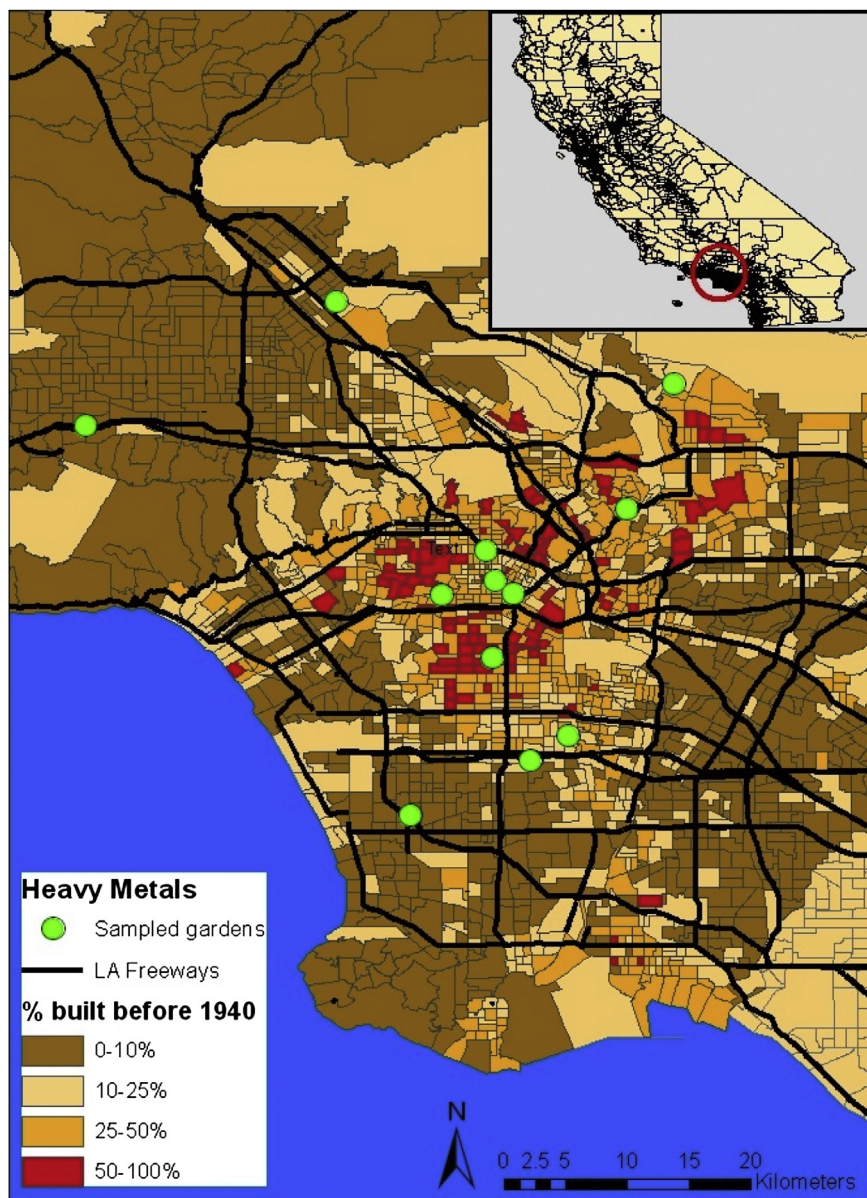 Text
Heavy Metals
Sampled gardens
LA Freeways
% built before 1940
0-10%
10-25%
25-50%
50-100%
N
0 2.5 5 10 15 20
Kilometers